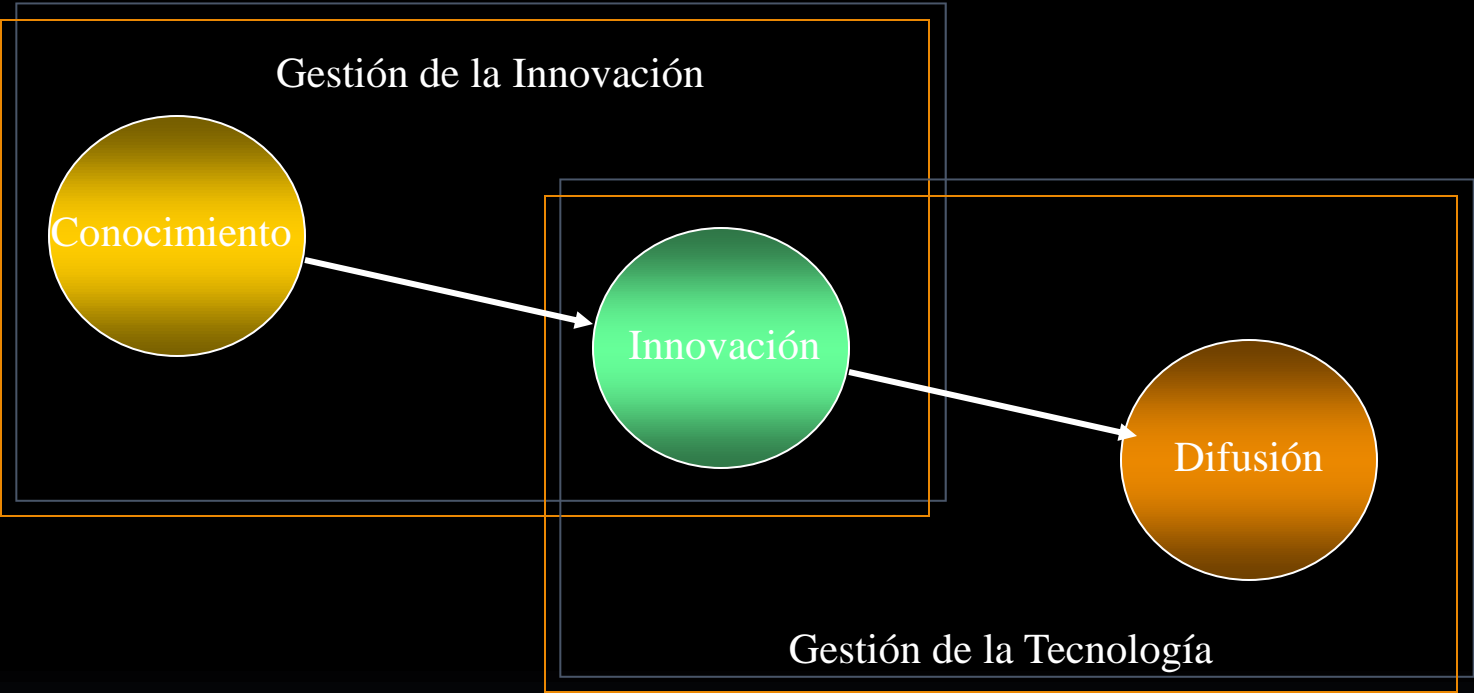 Gestión de la Innovación
Conocimiento
Innovación
Difusión
Gestión de la Tecnología